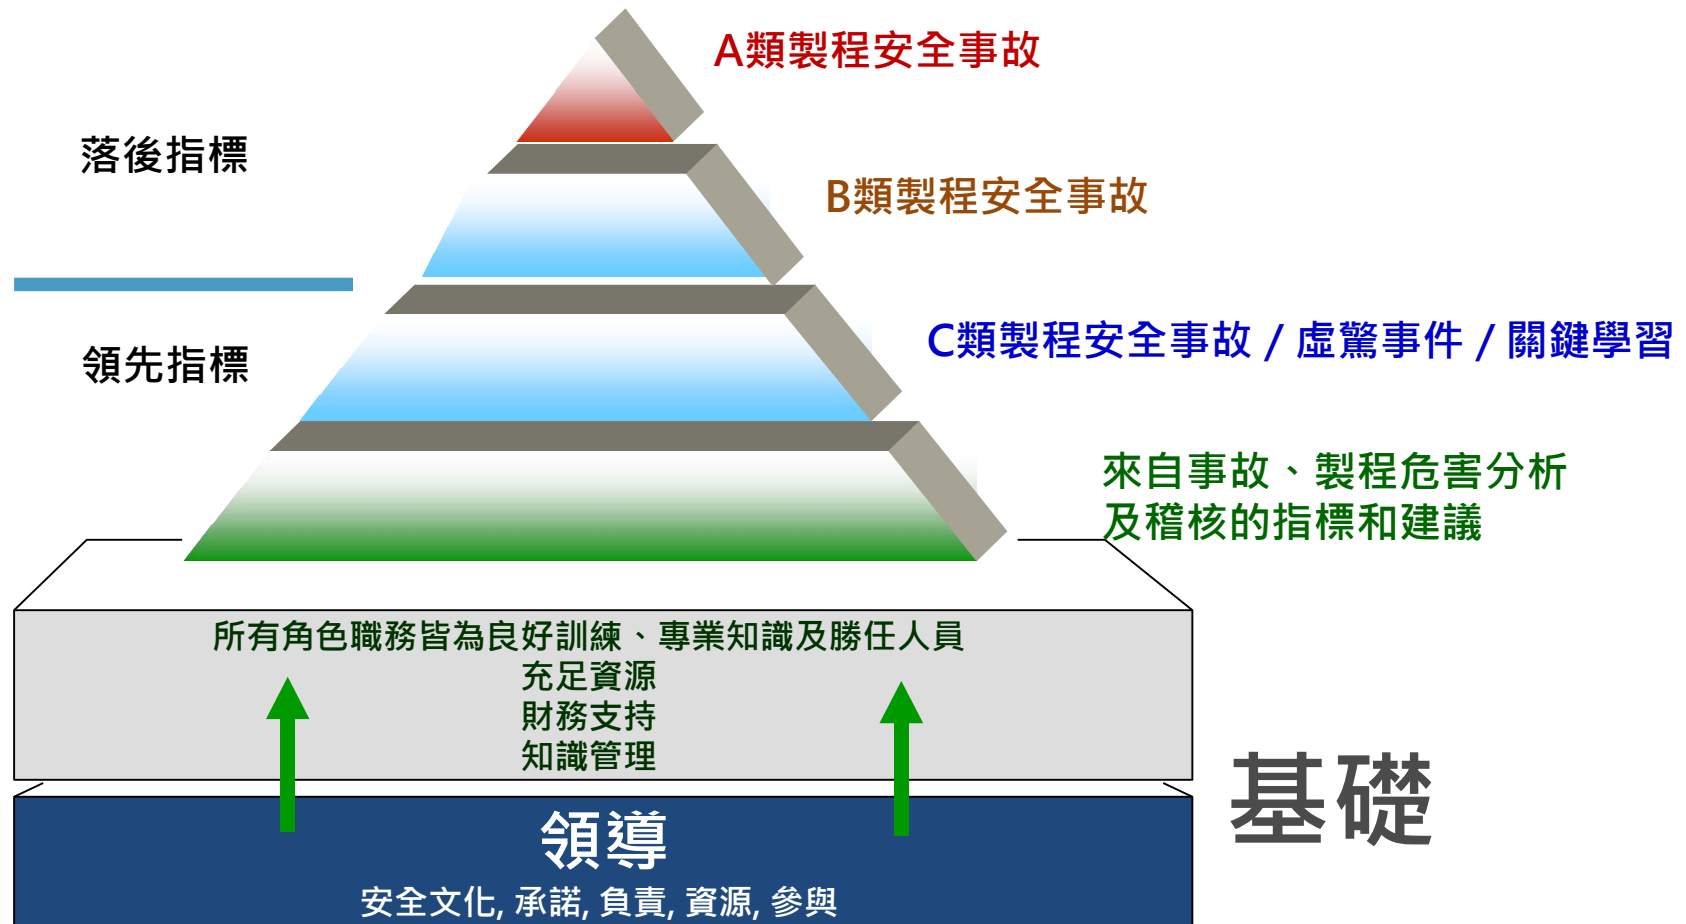 A類製程安全事故
落後指標
B類製程安全事故
C類製程安全事故 / 虛驚事件 / 關鍵學習
領先指標
來自事故、製程危害分析
及稽核的指標和建議
所有角色職務皆為良好訓練、專業知識及勝任人員
充足資源
財務支持
知識管理
基礎
領導
安全文化, 承諾, 負責, 資源, 參與